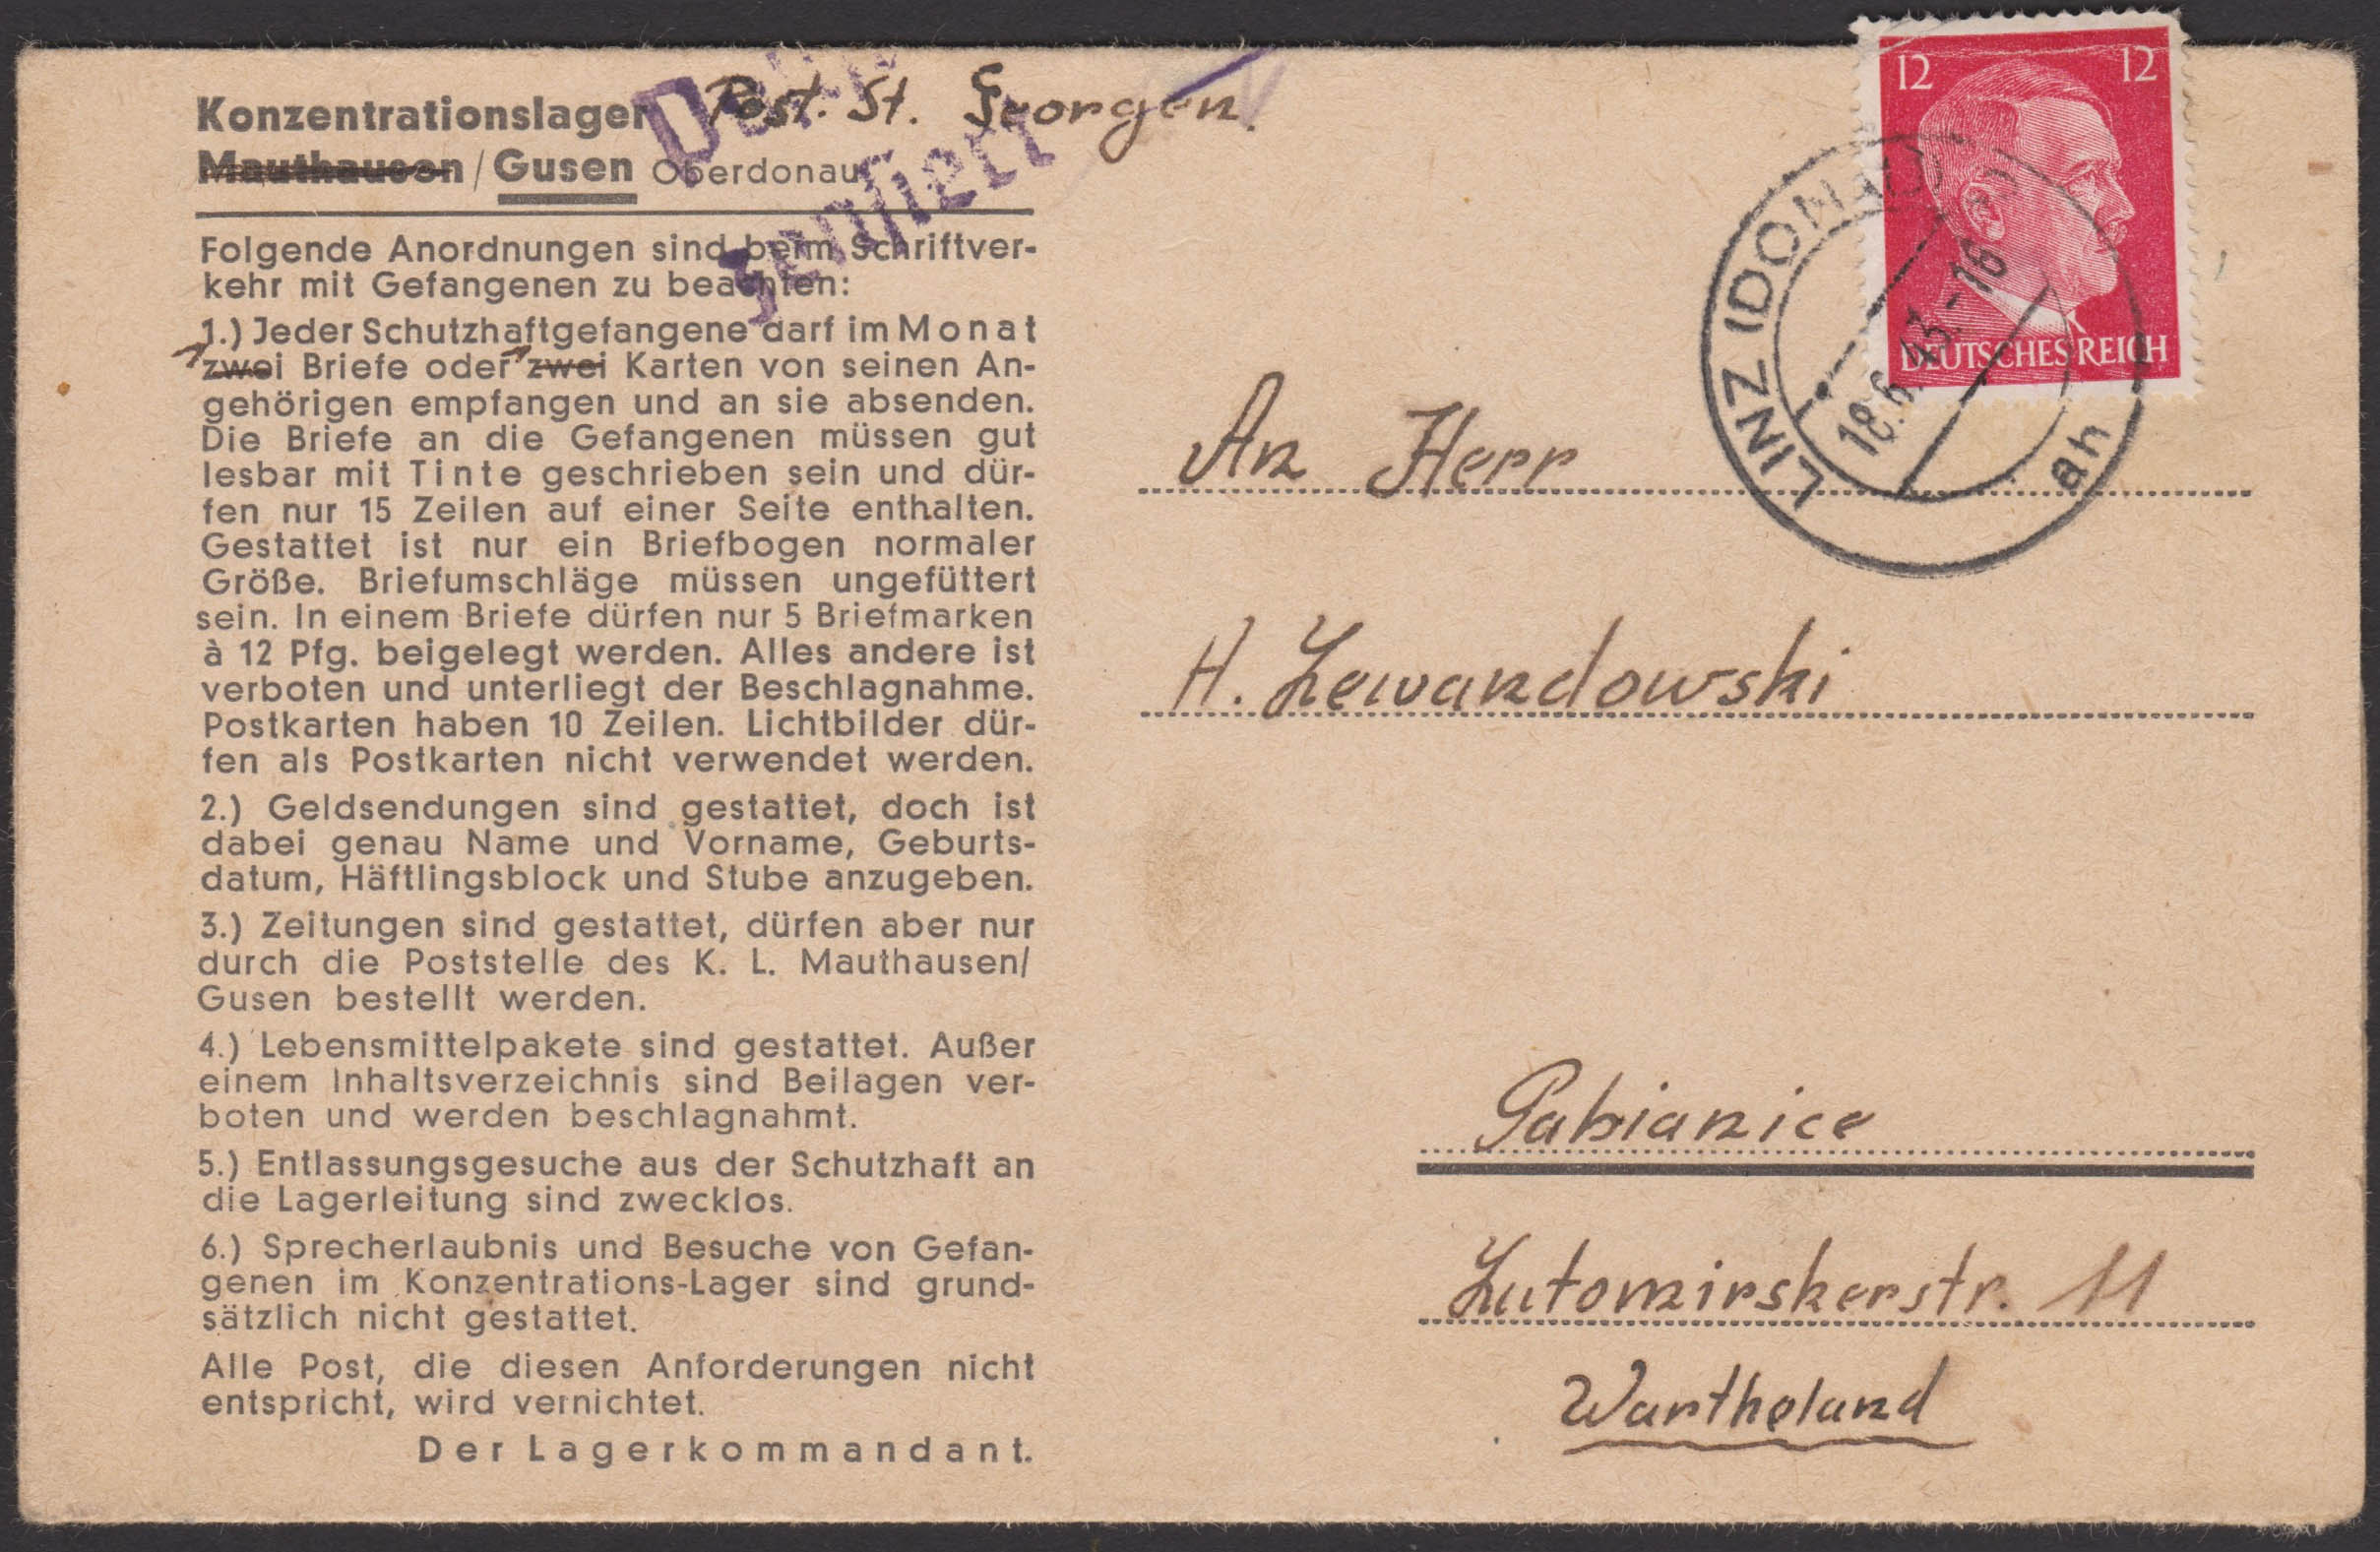 Konzentrationslager Post. St. Georgen.
Mauthausen / Gusen Oberdonau
zensiert
Folgende Anordnungen sind beim Schriftver-
kehr mit Gefangenen zu beachten:
1.) Jeder Schutzhaftgefangene darf im Monat
zwei Briefe oder zwei Karten von seinen An-
gehörigen empfangen und an sie absenden.
Die Briefe an die Gefangenen müssen gut
lesbar mit Tinte geschrieben sein und dür-
fen nur 15 Zeilen auf einer Seite enthalten.
Gestattet ist nur ein Briefbogen normaler
Größe. Briefumschläge müssen ungefüttert
sein. In einem Briefe dürfen nur 5 Briefmarken
à 12 Pfg. beigelegt werden. Alles andere ist
verboten und unterliegt der Beschlagnahme.
Postkarten haben 10 Zeilen. Lichtbilder dür-
fen als Postkarten nicht verwendet werden.
2.) Geldsendungen sind gestattet, doch ist
dabei genau Name und Vorname, Geburts-
datum, Häftlingsblock und Stube anzugeben.
3.) Zeitungen sind gestattet, dürfen aber nur
durch die Poststelle des K. L. Mauthausen/
Gusen bestellt werden.
4.) Lebensmittelpakete sind gestattet. Außer
einem Inhaltsverzeichnis sind Beilagen ver-
boten und werden beschlagnahmt.
5.) Entlassungsgesuche aus der Schutzhaft an
die Lagerleitung sind zwecklos.
6.) Sprecherlaubnis und Besuche von Gefan-
genen im Konzentrations-Lager sind grund-
sätzlich nicht gestattet.
Alle Post, die diesen Anforderungen nicht
entspricht, wird vernichtet.
Der Lagerkommandant.
12 12
DEUTSCHES REICH
LINZ (DONAU)
18.6.43.-16
ah
An Herr
H. Lewandowski
Pabianice
Lutomirskerstr. 11
Wartheland